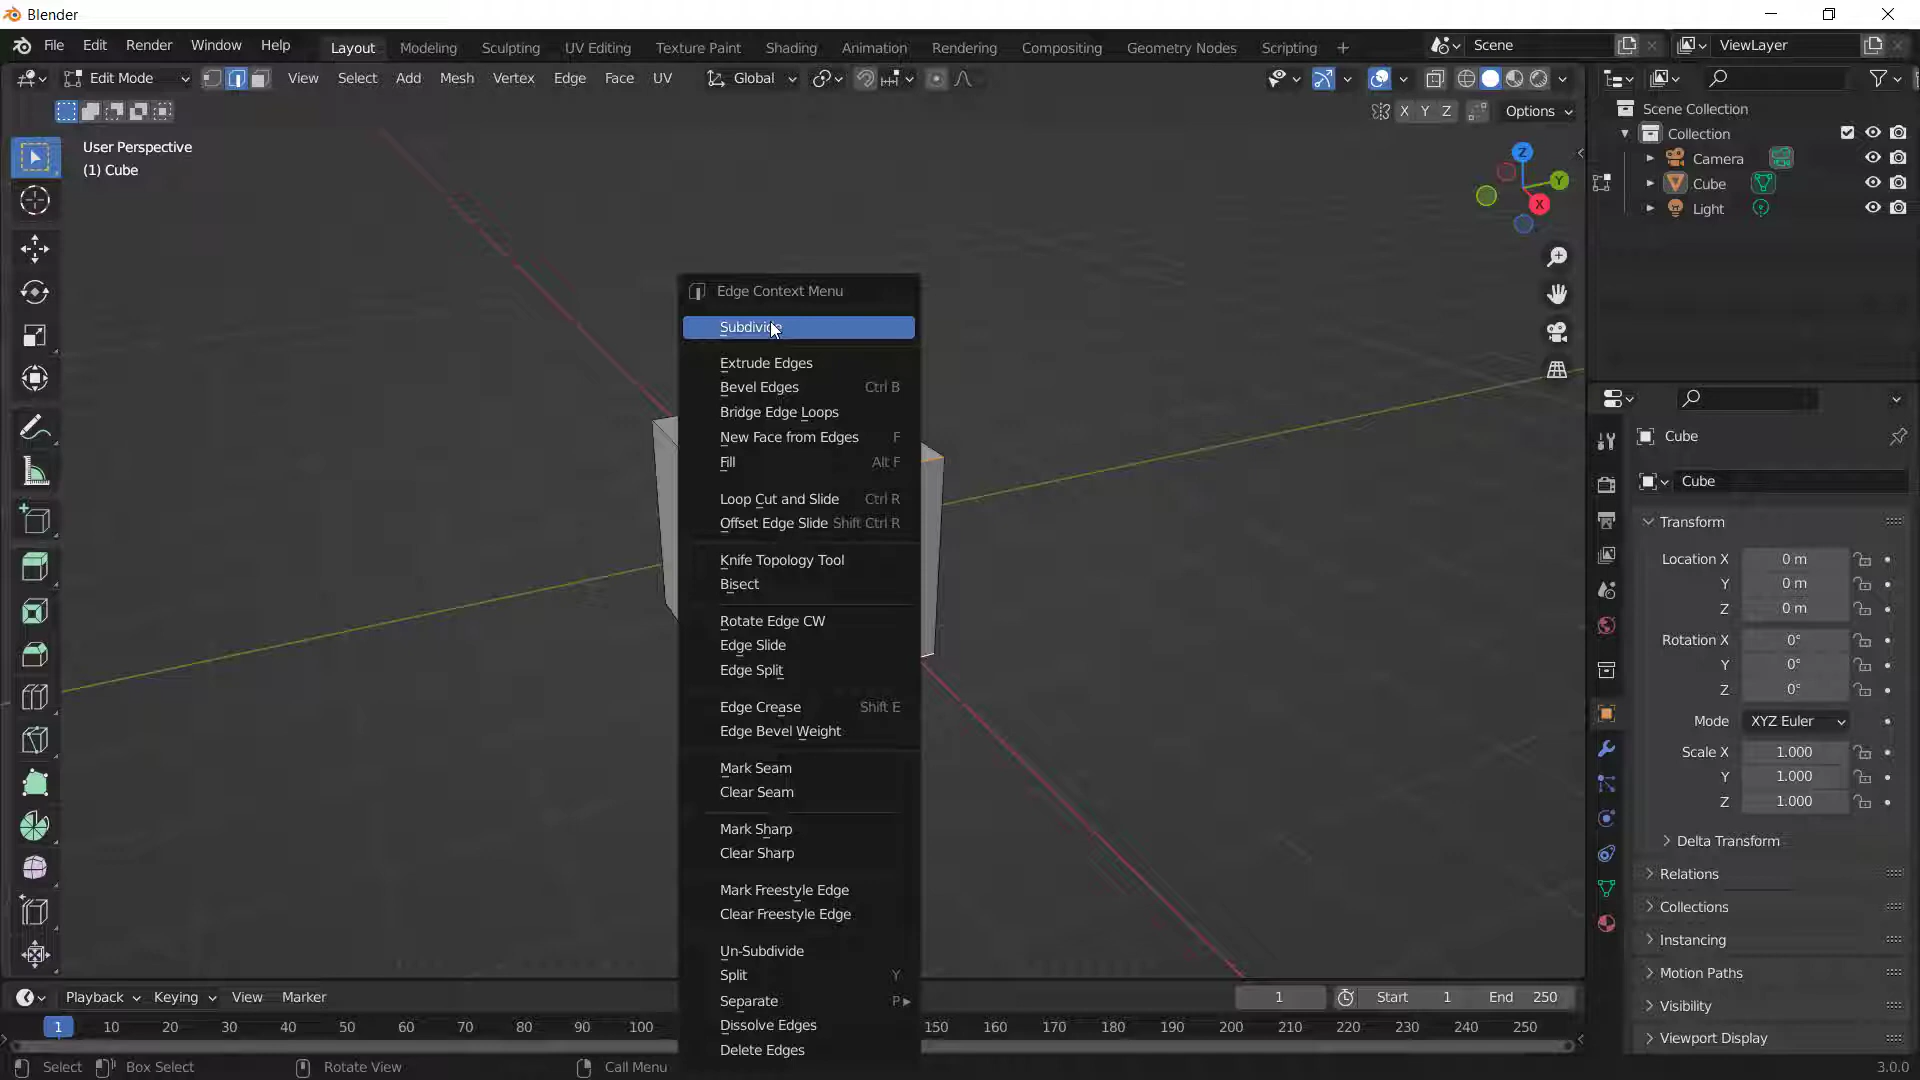 Blender
File Edit Render Window Help Layout Modeling Sculpting UV Editing Texture Paint Shading Animation Rendering Compositing Geometry Nodes Scripting + Scene ViewLayer
Edit Mode View Select Add Mesh Vertex Edge Face UV Global
X Y Z Options
User Perspective
(1) Cube
Z
Y
X
Scene Collection
Collection
Camera
Cube
Light
Edge Context Menu
Subdivide
Extrude Edges
Bevel Edges Ctrl B
Bridge Edge Loops
New Face from Edges F
Fill Alt F
Loop Cut and Slide Ctrl R
Offset Edge Slide Shift Ctrl R
Knife Topology Tool
Bisect
Rotate Edge CW
Edge Slide
Edge Split
Edge Crease Shift E
Edge Bevel Weight
Mark Seam
Clear Seam
Mark Sharp
Clear Sharp
Mark Freestyle Edge
Clear Freestyle Edge
Un-Subdivide
Split Y
Separate P
Dissolve Edges
Delete Edges
Cube
Cube
Transform
Location X 0 m
Y 0 m
Z 0 m
Rotation X 0°
Y 0°
Z 0°
Mode XYZ Euler
Scale X 1.000
Y 1.000
Z 1.000
Delta Transform
Relations
Collections
Instancing
Motion Paths
Visibility
Viewport Display
Playback Keying View Marker 1 Start 1 End 250
1 10 20 30 40 50 60 70 80 90 100 150 160 170 180 190 200 210 220 230 240 250
Select Box Select Rotate View Call Menu 3.0.0